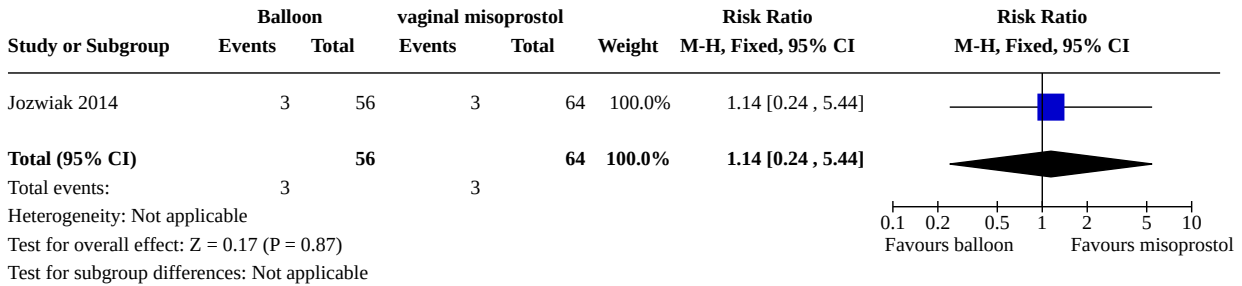 Balloon vaginal misoprostol Risk Ratio Risk Ratio
Study or Subgroup Events Total Events Total Weight M-H, Fixed, 95% CI M-H, Fixed, 95% CI
Jozwiak 2014 3 56 3 64 100.0% 1.14 [0.24 , 5.44]
Total (95% CI) 56 64 100.0% 1.14 [0.24 , 5.44]
Total events: 3 3
Heterogeneity: Not applicable
0.1 0.2 0.5 1 2 5 10
Test for overall effect: Z = 0.17 (P = 0.87)
Favours balloon Favours misoprostol
Test for subgroup differences: Not applicable